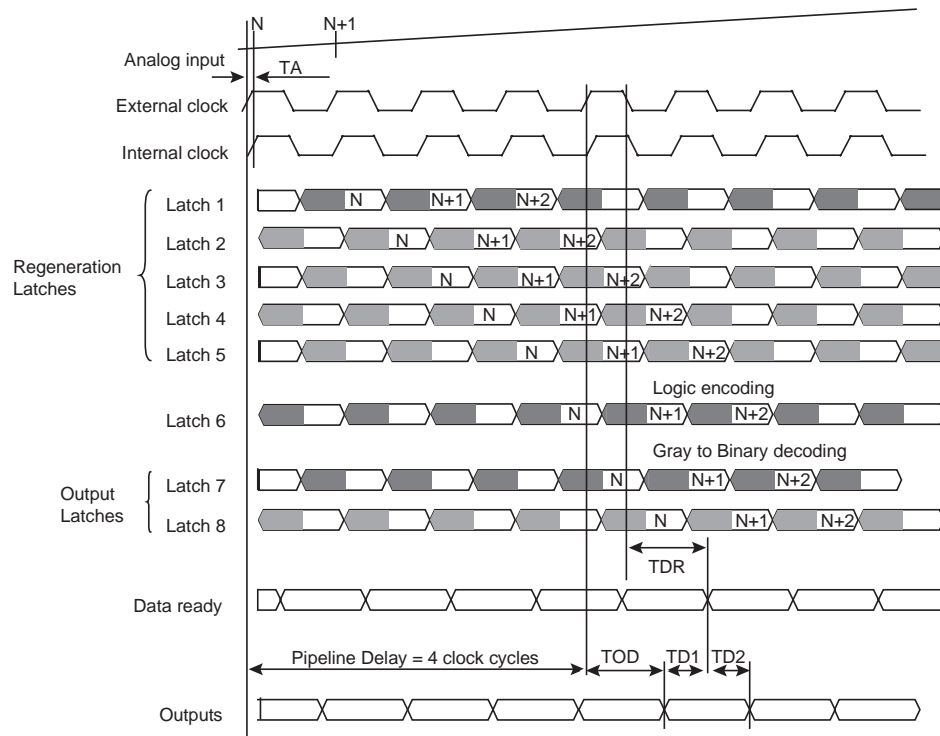 N
N+1
Analog input
TA
External clock
Internal clock
Regeneration
Latches
Latch 1
N
N+1
N+2
Latch 2
N
N+1
N+2
Latch 3
N
N+1
N+2
Latch 4
N
N+1
N+2
Latch 5
N
N+1
N+2
Logic encoding
Latch 6
N
N+1
N+2
Gray to Binary decoding
Output
Latches
Latch 7
N
N+1
N+2
Latch 8
N
N+1
N+2
TDR
Data ready
Pipeline Delay = 4 clock cycles
TOD
TD1
TD2
Outputs